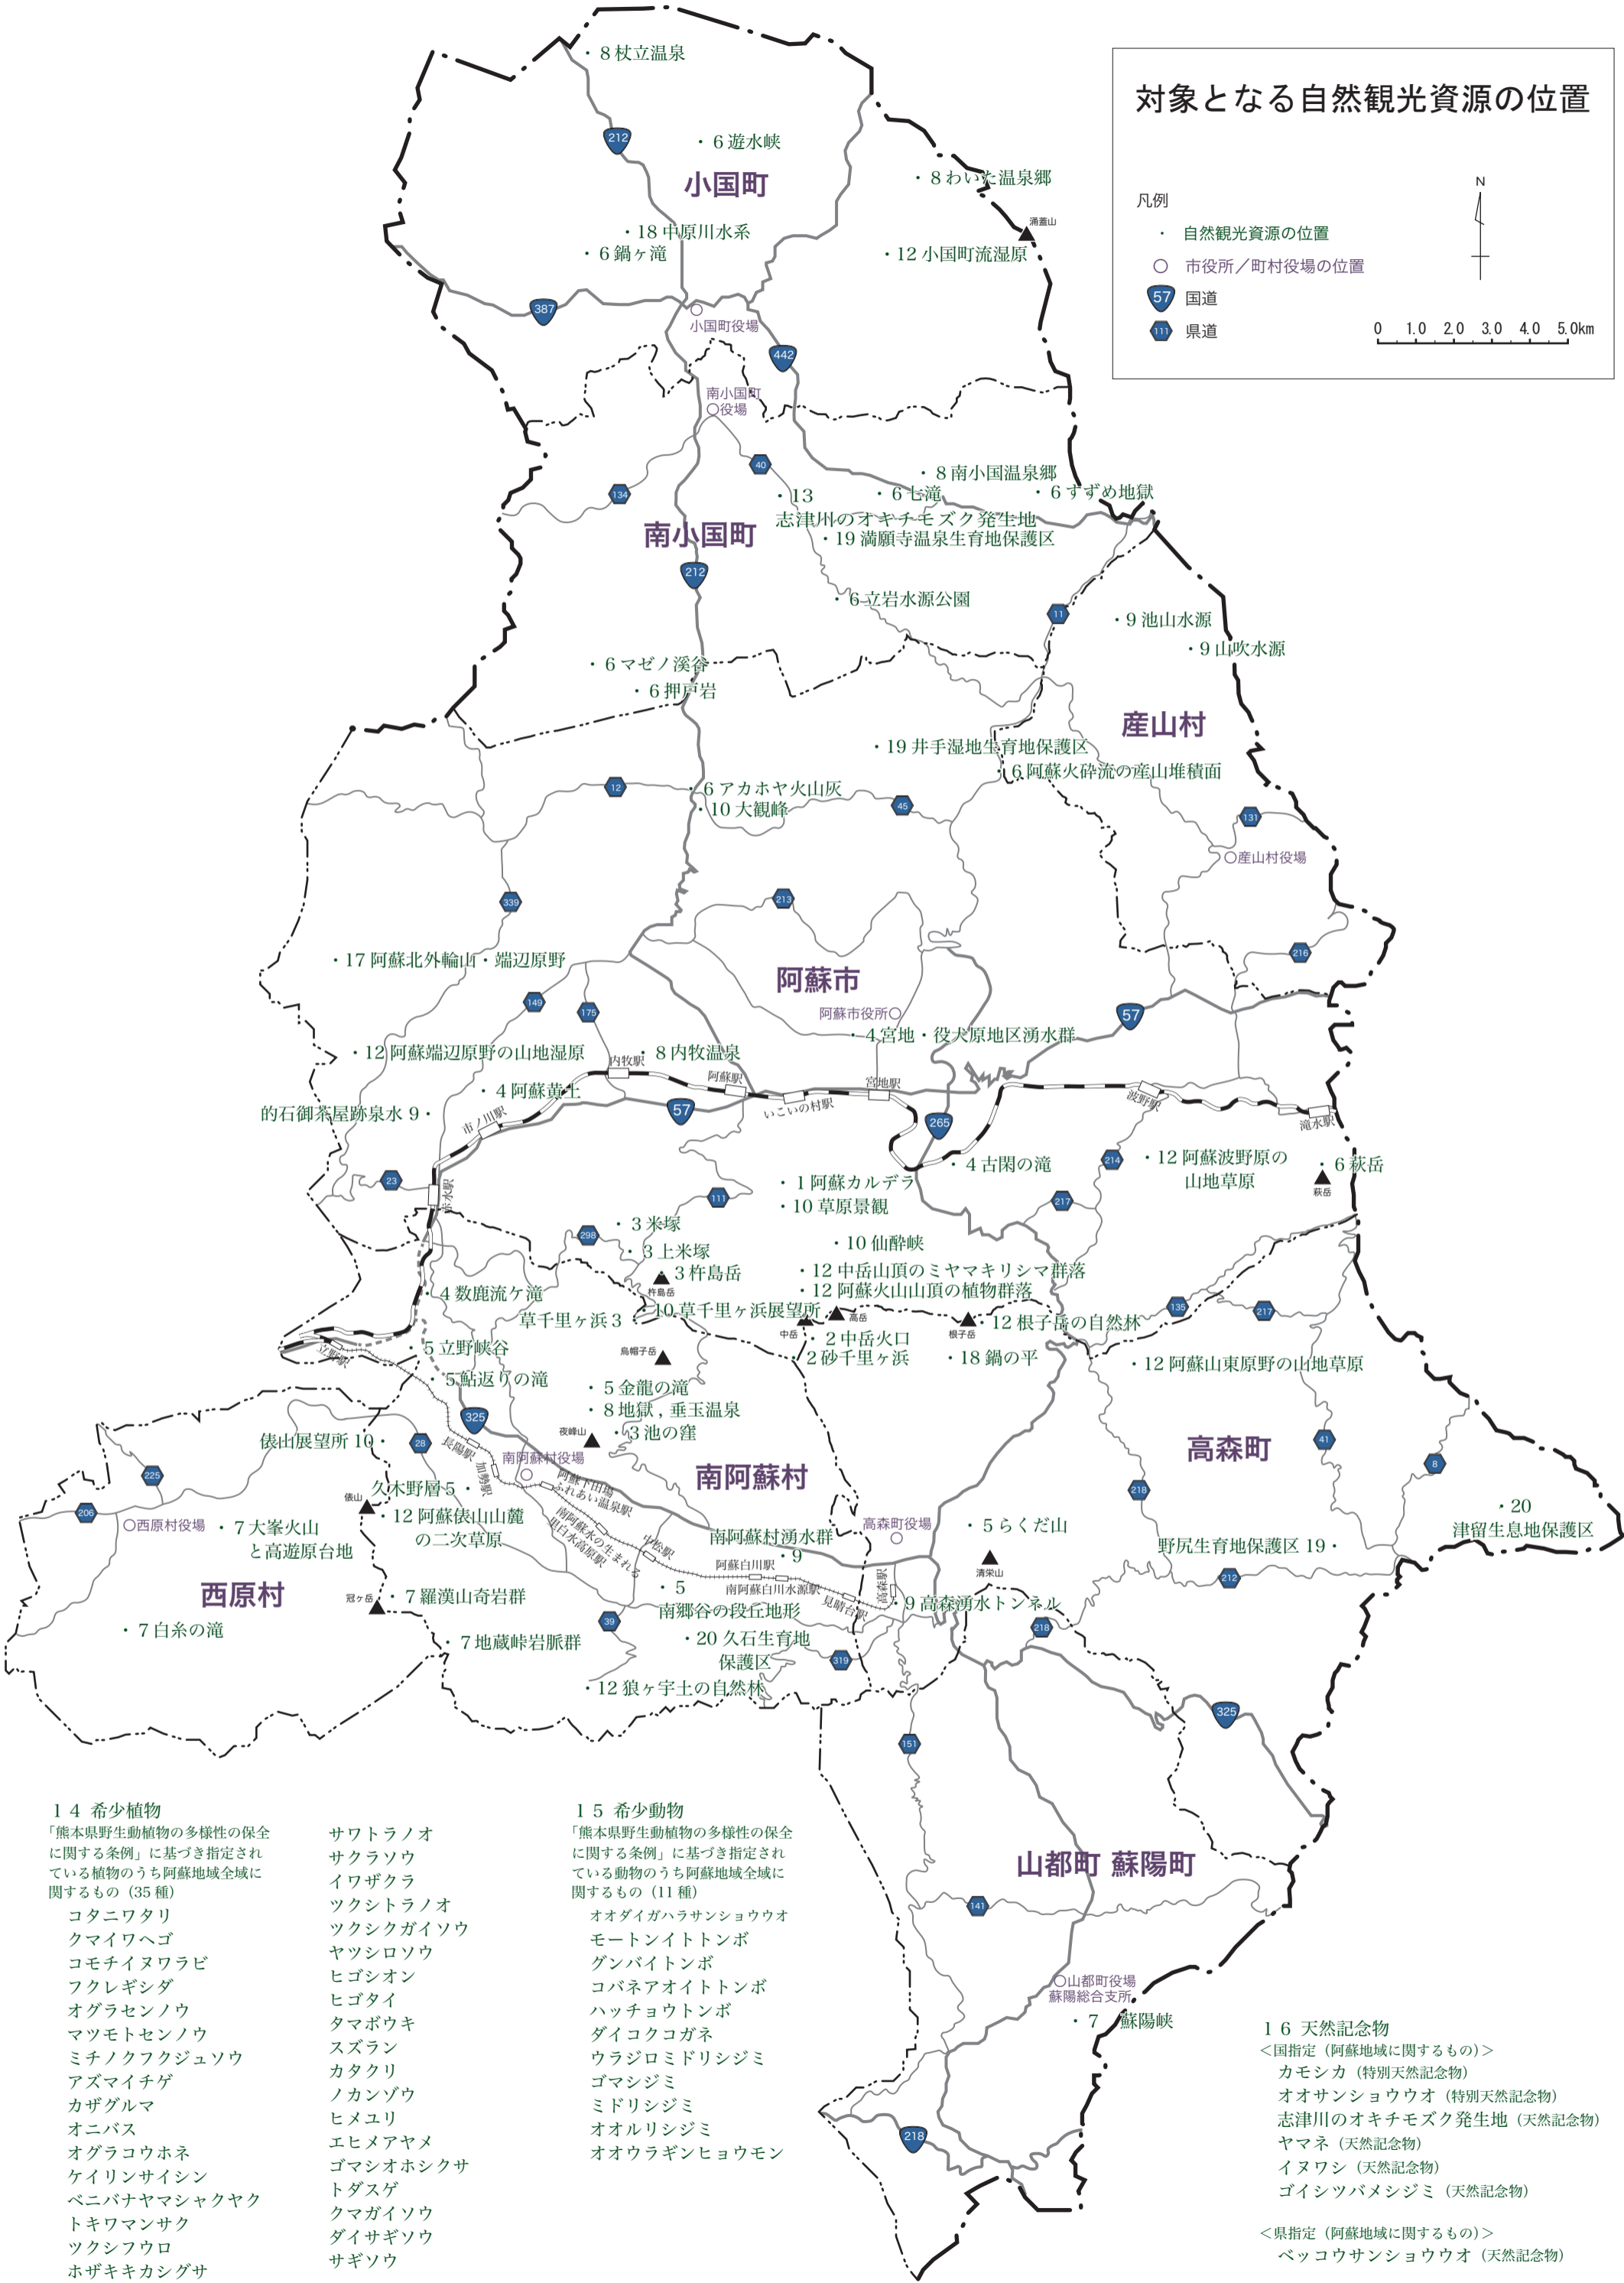 対象となる自然観光資源の位置
凡例
・ 自然観光資源の位置
○ 市役所／町村役場の位置
57 国道
111 県道
N
0 1.0 2.0 3.0 4.0 5.0km
・8 杖立温泉
212
・6 遊水峡
小国町
・8 わいた温泉郷
涌蓋山
・18 中原川水系
・6 鍋ヶ滝
・12 小国町流湿原
387
小国町役場
442
南小国町
○役場
40
134
・8 南小国温泉郷
・13
志津川のオキチモズク発生地
・6 七滝
・6 すずめ地獄
南小国町
・19 満願寺温泉生育地保護区
212
・6 立岩水源公園
11
・9 池山水源
・9 山吹水源
・6 マゼノ渓谷
・6 押戸岩
産山村
・19 井手湿地生育地保護区
・6 阿蘇火砕流の産山堆積面
12
・6 アカホヤ火山灰
・10 大観峰
45
131
○産山村役場
339
213
216
・17 阿蘇北外輪山・端辺原野
阿蘇市
149
175
阿蘇市役所○
57
・4 宮地・役犬原地区湧水群
・12 阿蘇端辺原野の山地湿原
内牧駅
・8 内牧温泉
・4 阿蘇黄土
阿蘇駅
いこいの村駅
宮地駅
波野駅
滝水駅
的石御茶屋跡泉水 9・
市ノ川駅
57
265
・4 古閑の滝
214
・12 阿蘇波野原の
山地草原
・6 萩岳
萩岳
23
赤水駅
111
・1 阿蘇カルデラ
・10 草原景観
217
298
・3 米塚
・3 上米塚
・3 杵島岳
杵島岳
・10 仙酔峡
・12 中岳山頂のミヤマキリシマ群落
・12 阿蘇火山山頂の植物群落
・4 数鹿流ケ滝
草千里ヶ浜 3・
・10 草千里ヶ浜展望所
中岳
高岳
根子岳
・12 根子岳の自然林
135
217
立野駅
・5 立野峡谷
烏帽子岳
・2 中岳火口
・2 砂千里ヶ浜
・18 鍋の平
・12 阿蘇山東原野の山地草原
・5 鮎返りの滝
・5 金龍の滝
・8 地獄，垂玉温泉
・3 池の窪
夜峰山
325
俵山展望所 10・
28
長陽駅
加勢駅
南阿蘇村役場
南阿蘇村
高森町
41
8
225
206
久木野層 5・
俵山
・12 阿蘇俵山山麓
の二次草原
○西原村役場
・7 大峯火山
と高遊原台地
阿蘇下田城
ふれあい温泉駅
南阿蘇水の生まれる
里白水高原駅
中松駅
南阿蘇村湧水群
・9
阿蘇白川駅
南阿蘇白川水源駅
見晴台駅
高森駅
高森町役場
・5 らくだ山
清栄山
218
・20
津留生息地保護区
野尻生育地保護区 19・
212
西原村
冠ヶ岳
・7 羅漢山奇岩群
・5
南郷谷の段丘地形
・9 高森湧水トンネル
・7 白糸の滝
39
・7 地蔵峠岩脈群
・20 久石生育地
保護区
319
218
・12 狼ヶ宇土の自然林
151
325
山都町 蘇陽町
141
○山都町役場
蘇陽総合支所
・7 蘇陽峡
218
14 希少植物
「熊本県野生動植物の多様性の保全
に関する条例」に基づき指定され
ている植物のうち阿蘇地域全域に
関するもの（35 種）
コタニワタリ
クマイワヘゴ
コモチイヌワラビ
フクレギシダ
オグラセンノウ
マツモトセンノウ
ミチノクフクジュソウ
アズマイチゲ
カザグルマ
オニバス
オグラコウホネ
ケイリンサイシン
ベニバナヤマシャクヤク
トキワマンサク
ツクシフウロ
ホザキキカシグサ
サワトラノオ
サクラソウ
イワザクラ
ツクシトラノオ
ツクシクガイソウ
ヤツシロソウ
ヒゴシオン
ヒゴタイ
タマボウキ
スズラン
カタクリ
ノカンゾウ
ヒメユリ
エヒメアヤメ
ゴマシオホシクサ
トダスゲ
クマガイソウ
ダイサギソウ
サギソウ
15 希少動物
「熊本県野生動植物の多様性の保全
に関する条例」に基づき指定され
ている動物のうち阿蘇地域全域に
関するもの（11 種）
オオダイガハラサンショウウオ
モートンイトトンボ
グンバイトンボ
コバネアオイトトンボ
ハッチョウトンボ
ダイコクコガネ
ウラジロミドリシジミ
ゴマシジミ
ミドリシジミ
オオルリシジミ
オオウラギンヒョウモン
16 天然記念物
＜国指定（阿蘇地域に関するもの）＞
カモシカ（特別天然記念物）
オオサンショウウオ（特別天然記念物）
志津川のオキチモズク発生地（天然記念物）
ヤマネ（天然記念物）
イヌワシ（天然記念物）
ゴイシツバメシジミ（天然記念物）
＜県指定（阿蘇地域に関するもの）＞
ベッコウサンショウウオ（天然記念物）